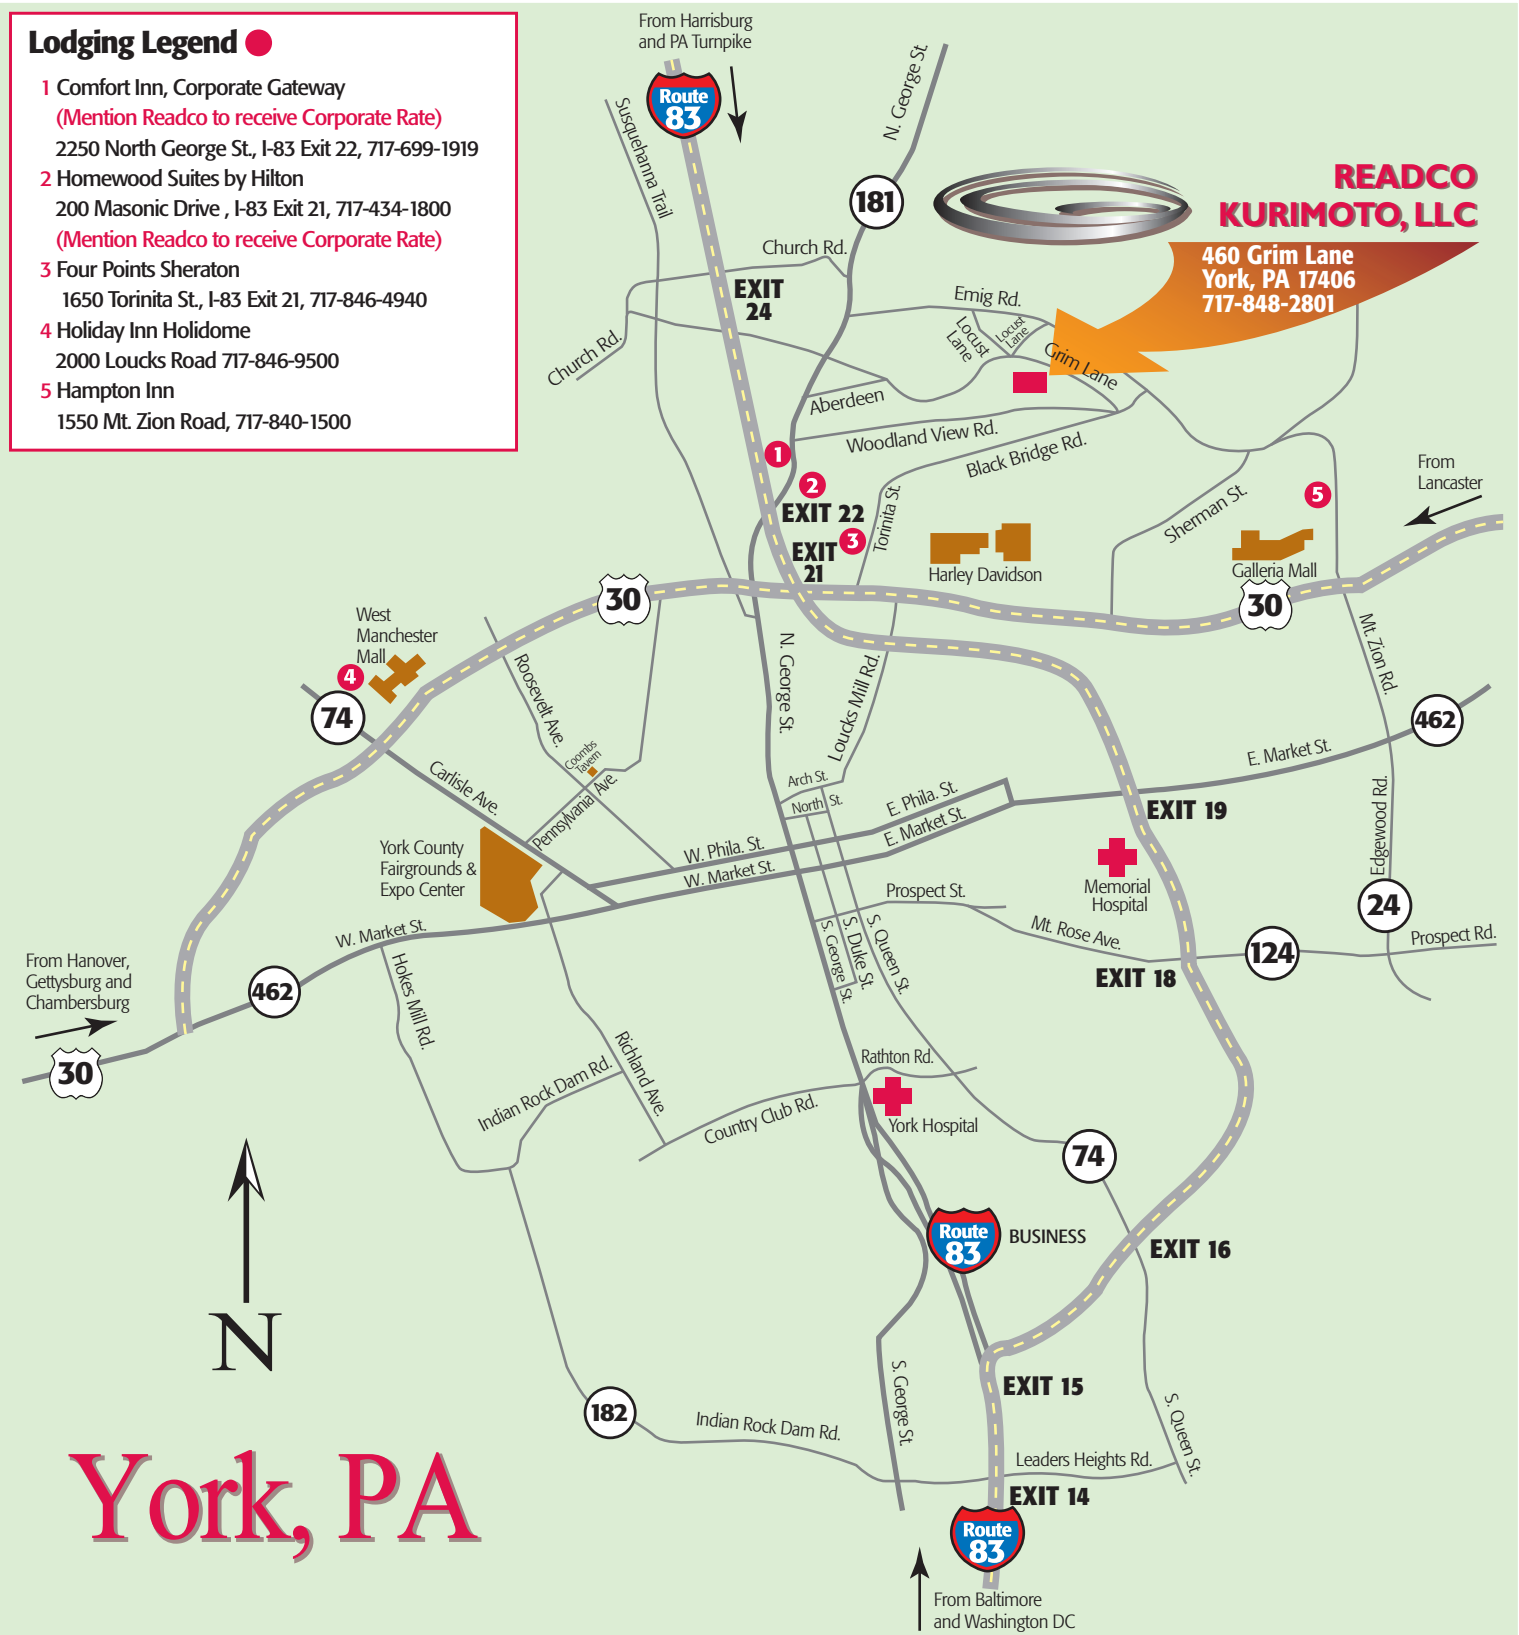 Lodging Legend
1 Comfort Inn, Corporate Gateway
(Mention Readco to receive Corporate Rate)
2250 North George St., I-83 Exit 22, 717-699-1919
2 Homewood Suites by Hilton
200 Masonic Drive , I-83 Exit 21, 717-434-1800
(Mention Readco to receive Corporate Rate)
3 Four Points Sheraton
1650 Torinita St., I-83 Exit 21, 717-846-4940
4 Holiday Inn Holidome
2000 Loucks Road 717-846-9500
5 Hampton Inn
1550 Mt. Zion Road, 717-840-1500
From Harrisburg
and PA Turnpike
Route
83
Susquehanna Trail
N. George St
181
READCO
KURIMOTO, LLC
460 Grim Lane
York, PA 17406
717-848-2801
Church Rd.
EXIT
24
Emig Rd.
Locust
Lane
Locust
Lane
Grim Lane
Church Rd.
Aberdeen
Woodland View Rd.
Black Bridge Rd.
1
2
EXIT 22
3
EXIT
21
Torinita St.
Harley Davidson
Sherman St.
5
Galleria Mall
From
Lancaster
30
30
West
Manchester
Mall
4
74
Roosevelt Ave.
N. George St.
Loucks Mill Rd.
Mt. Zion Rd.
462
E. Market St.
Coombs
Tavern
Carlisle Ave.
Pennsylvania Ave.
Arch St.
North St.
E. Phila. St.
E. Market St.
EXIT 19
Edgewood Rd.
W. Phila. St.
W. Market St.
York County
Fairgrounds &
Expo Center
Memorial
Hospital
Prospect St.
24
W. Market St.
Mt. Rose Ave.
124
Prospect Rd.
EXIT 18
S. George St.
S. Duke St.
S. Queen St.
From Hanover,
Gettysburg and
Chambersburg
462
30
Hokes Mill Rd.
Richland Ave.
Indian Rock Dam Rd.
Rathton Rd.
Country Club Rd.
York Hospital
74
Route
83
BUSINESS
EXIT 16
N
S. George St.
EXIT 15
S. Queen St.
182
Indian Rock Dam Rd.
Leaders Heights Rd.
EXIT 14
York, PA
Route
83
From Baltimore
and Washington DC